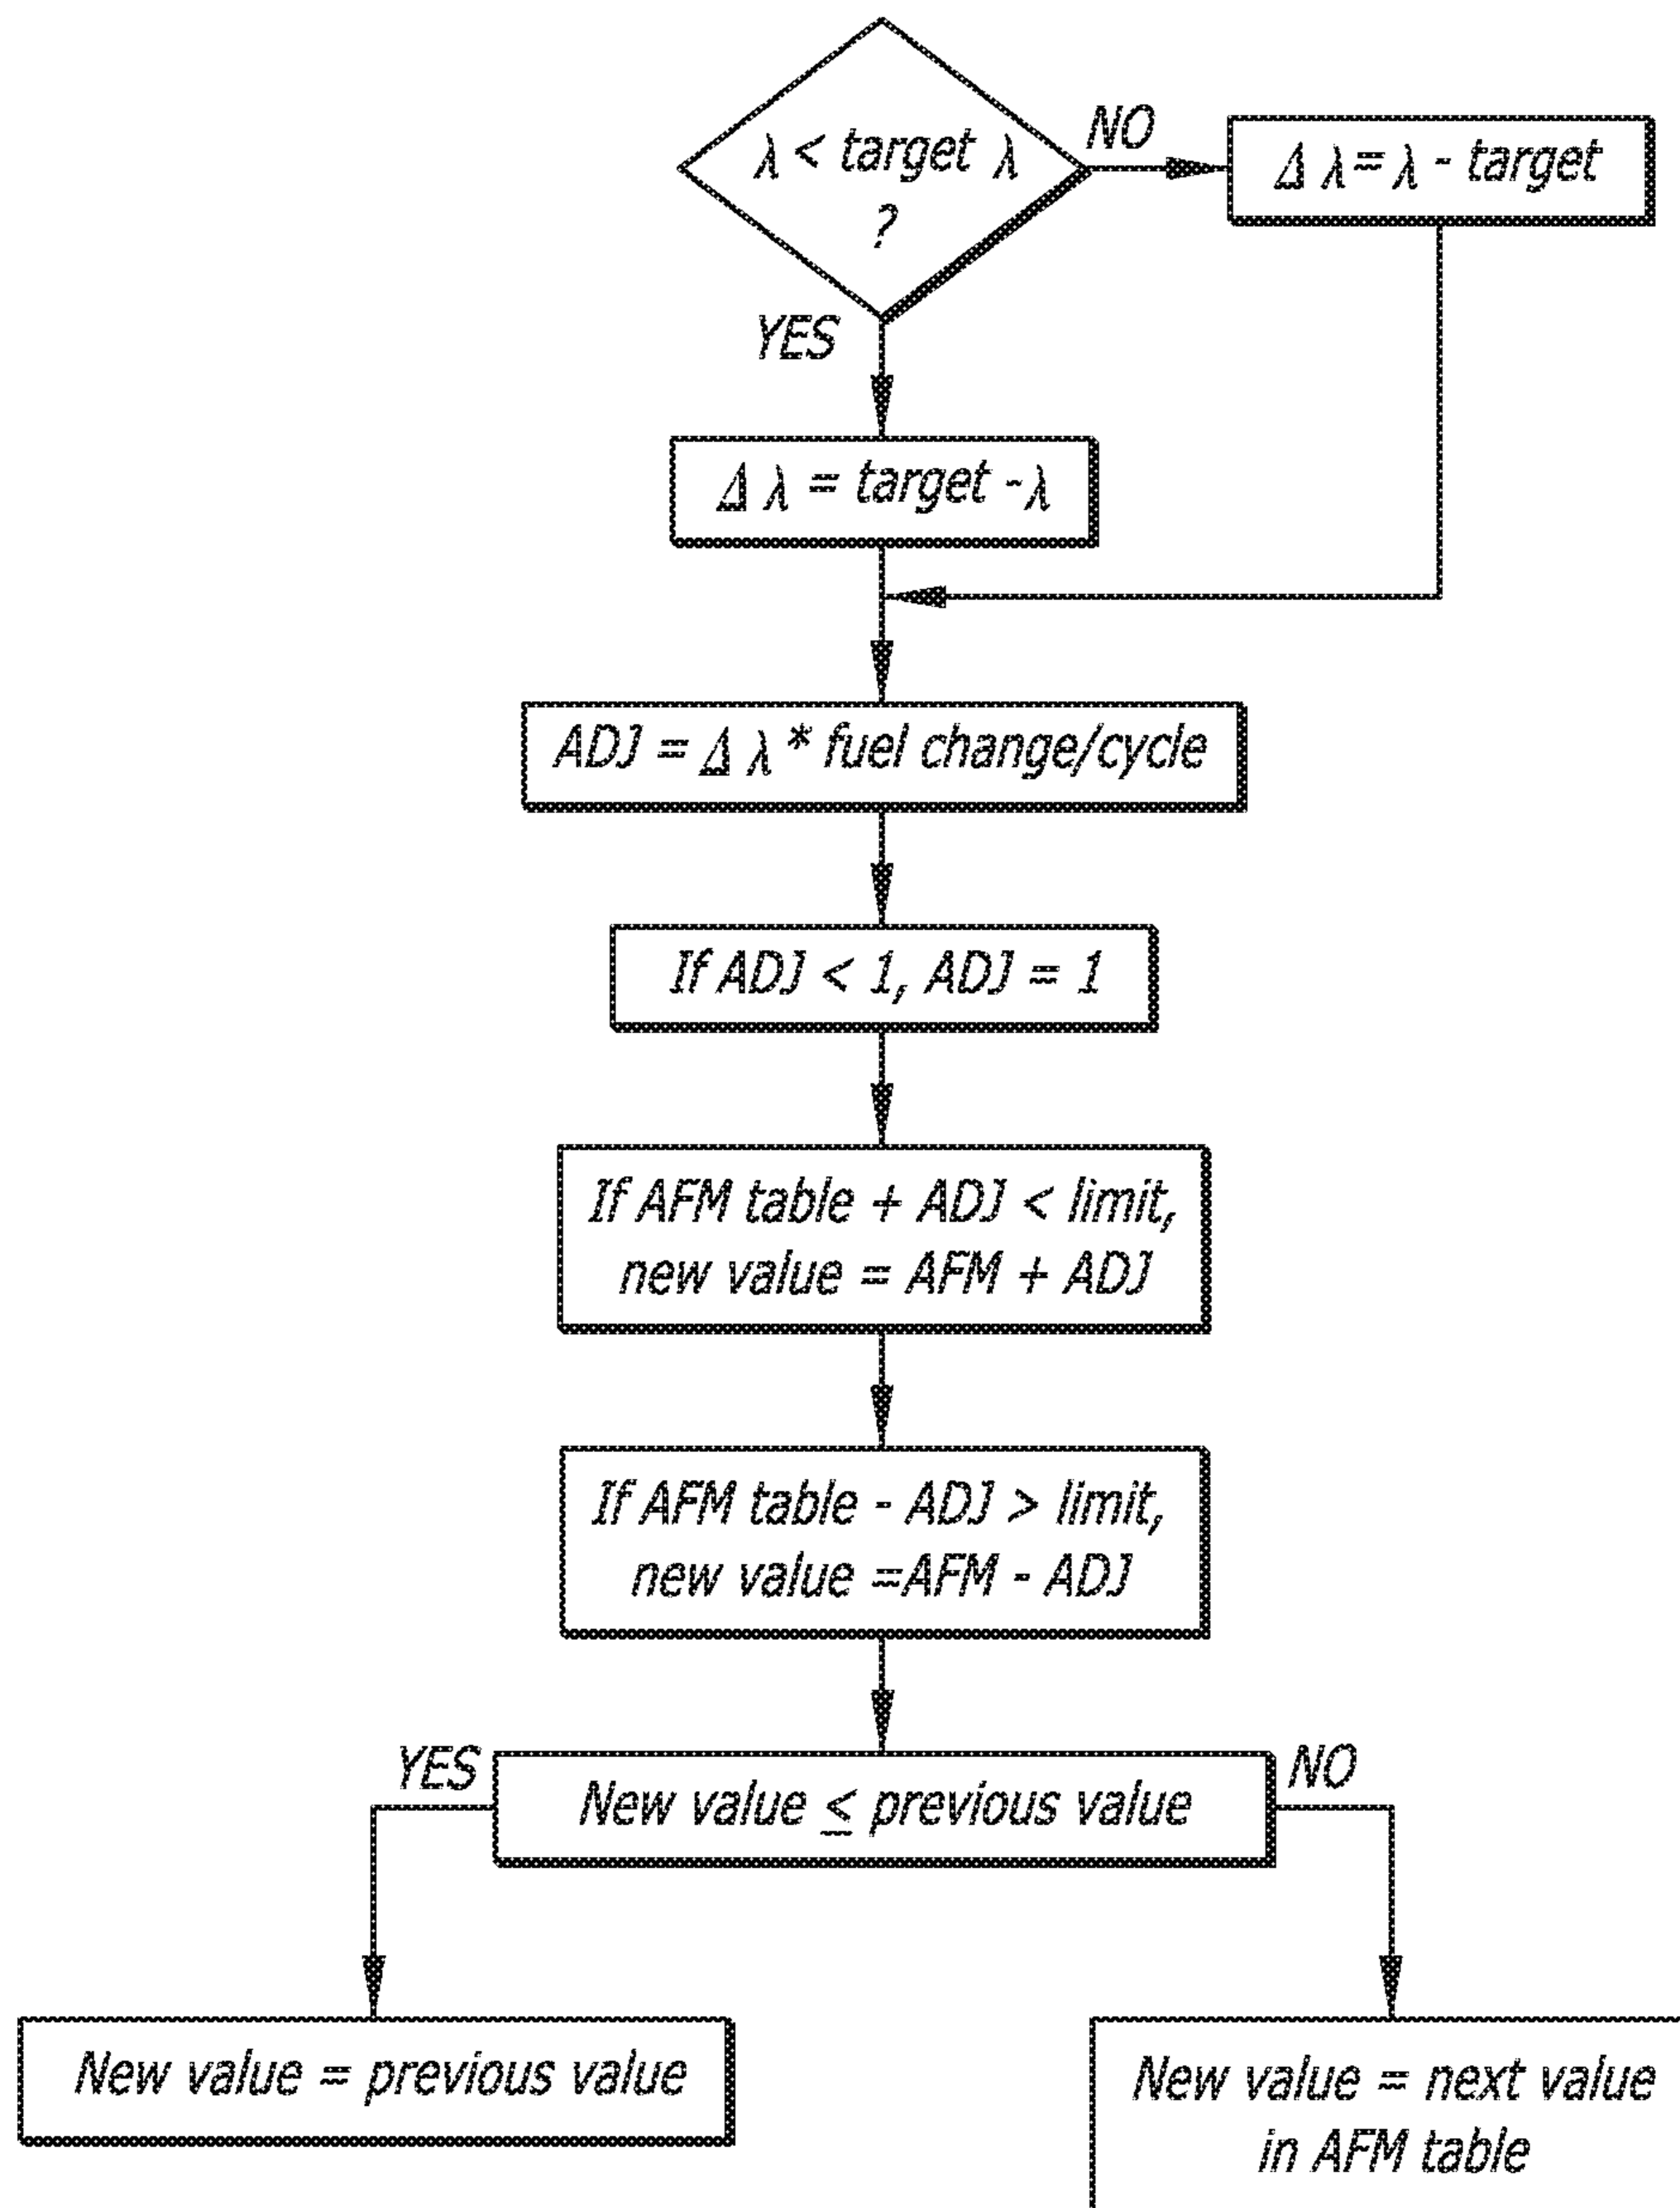 λ < target λ
?
NO
Δ λ = λ - target
YES
Δ λ = target - λ
ADJ = Δ λ * fuel change/cycle
If ADJ < 1, ADJ = 1
If AFM table + ADJ < limit,
new value = AFM + ADJ
If AFM table - ADJ > limit,
new value =AFM - ADJ
YES
New value ≤ previous value
NO
New value = previous value
New value = next value
in AFM table